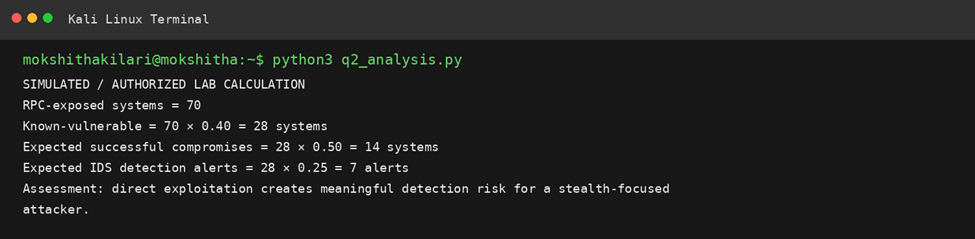 Kali Linux Terminal
mokshithakilari@mokshitha:~$ python3 q2_analysis.py
SIMULATED / AUTHORIZED LAB CALCULATION
RPC-exposed systems = 70
Known-vulnerable = 70 × 0.40 = 28 systems
Expected successful compromises = 28 × 0.50 = 14 systems
Expected IDS detection alerts = 28 × 0.25 = 7 alerts
Assessment: direct exploitation creates meaningful detection risk for a stealth-focused
attacker.